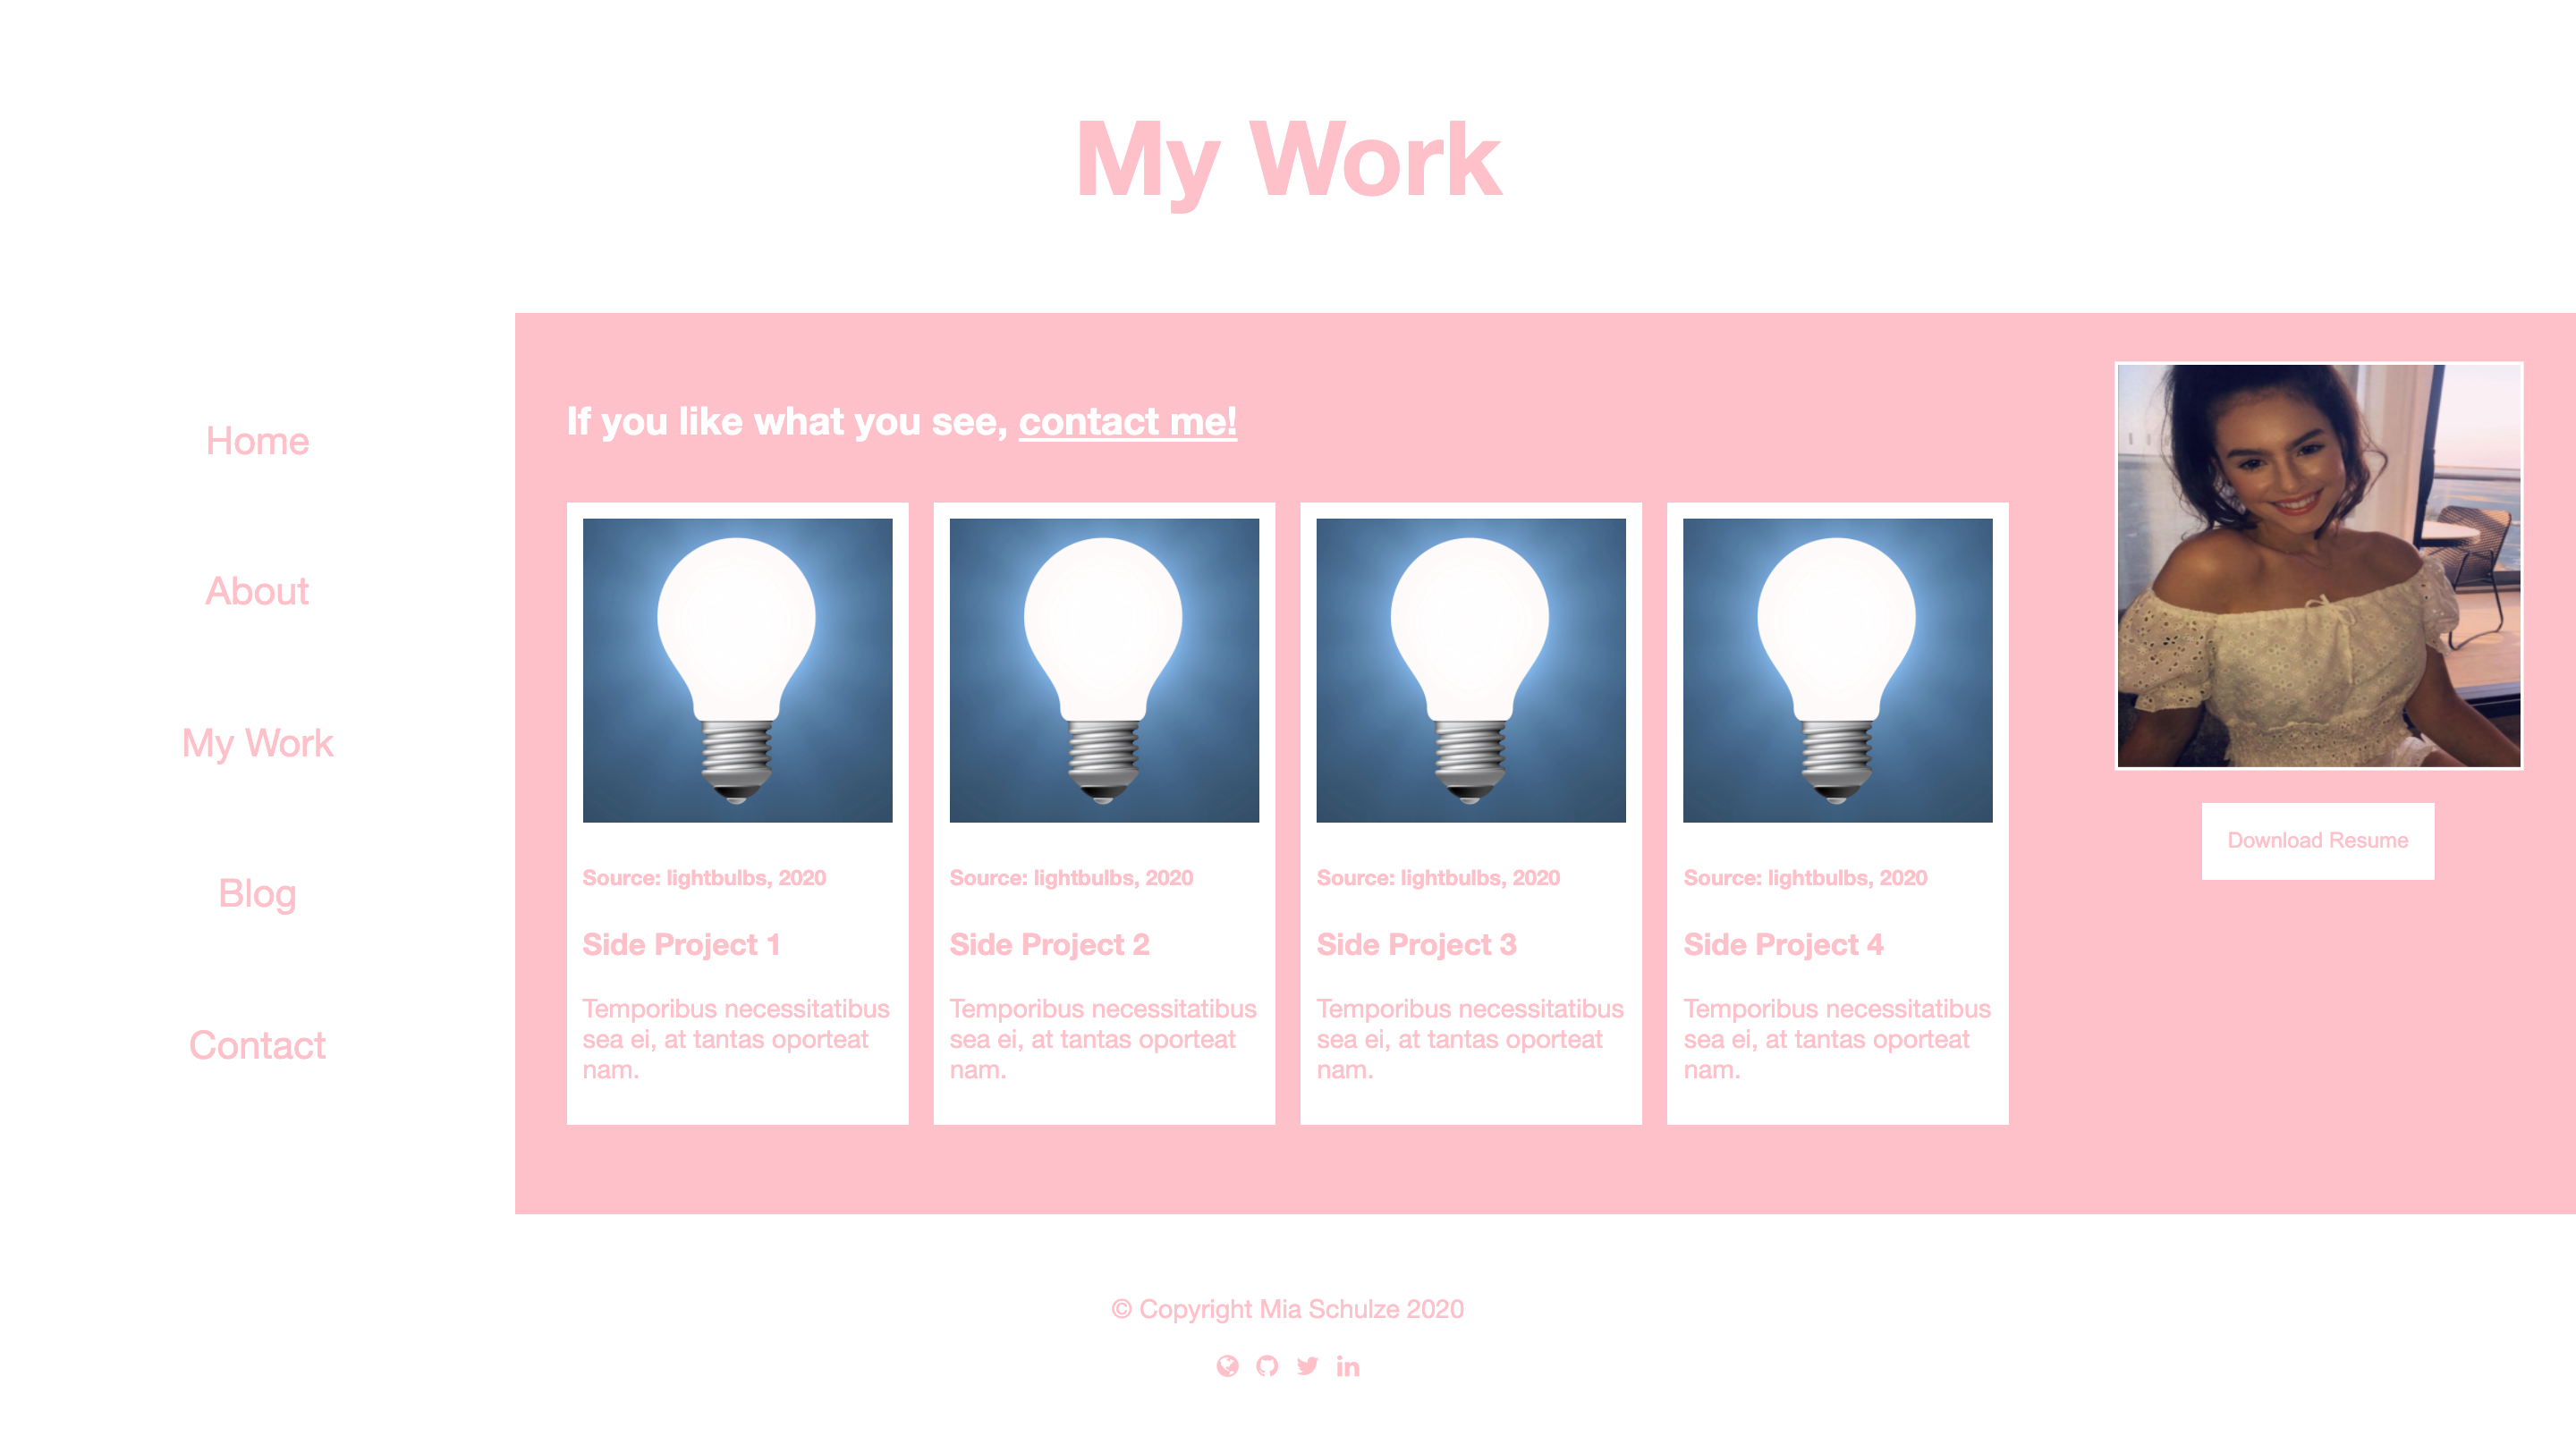 My Work
Home
About
My Work
Blog
Contact
If you like what you see, contact me!
Source: lightbulbs, 2020
Side Project 1
Temporibus necessitatibus
sea ei, at tantas oporteat
nam.
Source: lightbulbs, 2020
Side Project 2
Temporibus necessitatibus
sea ei, at tantas oporteat
nam.
Source: lightbulbs, 2020
Side Project 3
Temporibus necessitatibus
sea ei, at tantas oporteat
nam.
Source: lightbulbs, 2020
Side Project 4
Temporibus necessitatibus
sea ei, at tantas oporteat
nam.
Download Resume
© Copyright Mia Schulze 2020